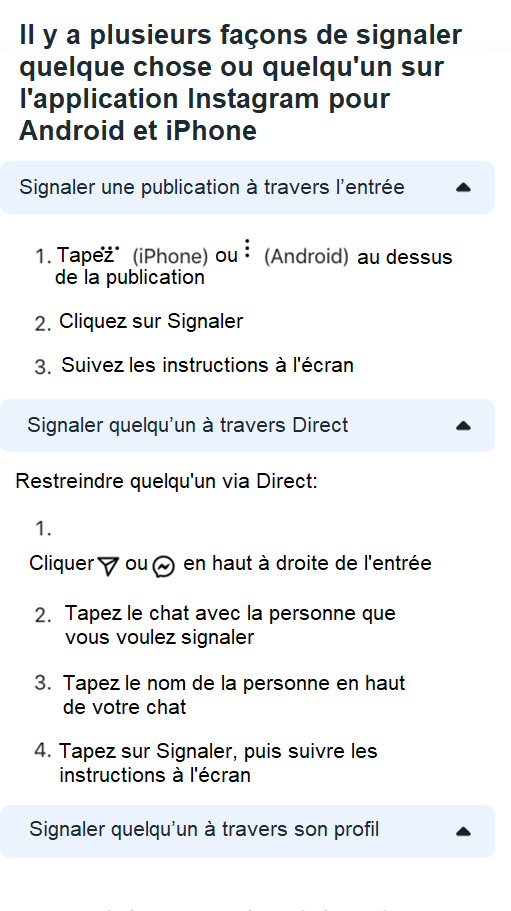 Il y a plusieurs façons de signaler
quelque chose ou quelqu'un sur
l'application Instagram pour
Android et iPhone
Signaler une publication à travers l’entrée
1. Tapez ••• (iPhone) ou ⋮ (Android) au dessus
de la publication
2. Cliquez sur Signaler
3. Suivez les instructions à l'écran
Signaler quelqu’un à travers Direct
Restreindre quelqu'un via Direct:
1.
Cliquer ou en haut à droite de l'entrée
2. Tapez le chat avec la personne que
vous voulez signaler
3. Tapez le nom de la personne en haut
de votre chat
4. Tapez sur Signaler, puis suivre les
instructions à l'écran
Signaler quelqu’un à travers son profil